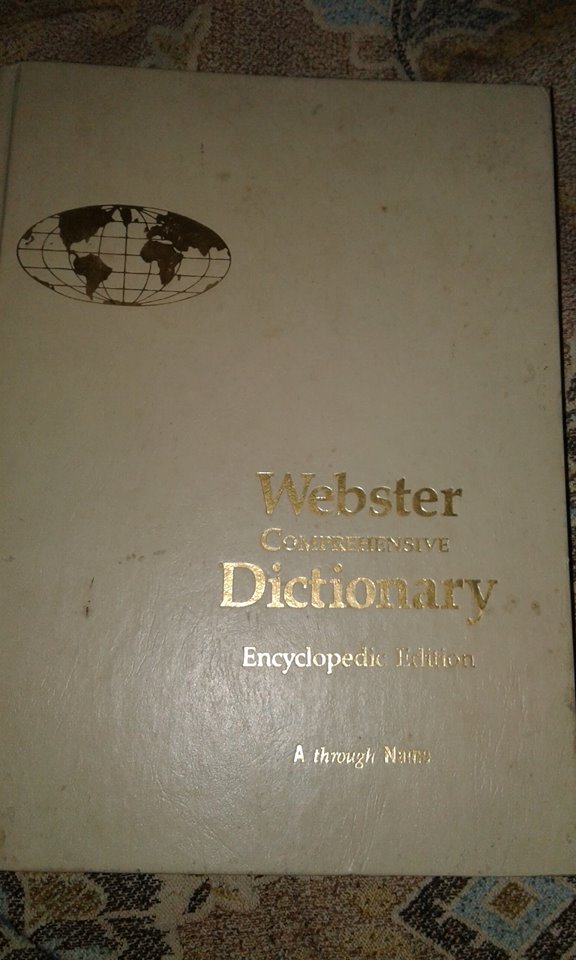 Webster
COMPREHENSIVE
Dictionary
Encyclopedic Edition
A through Name